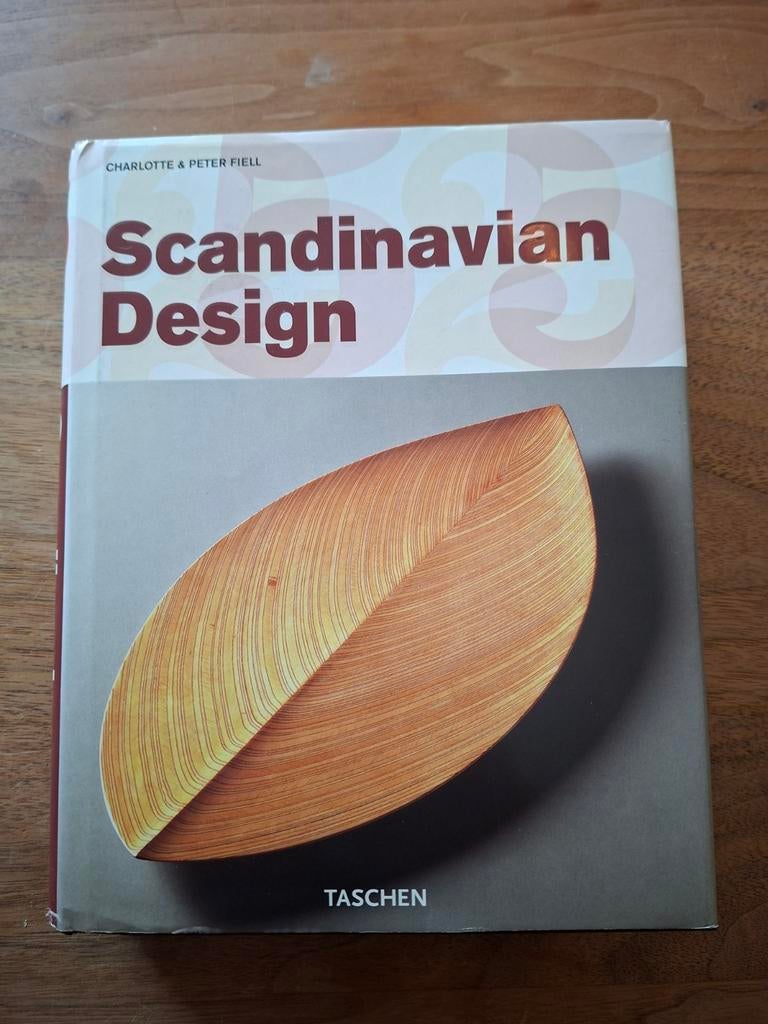 CHARLOTTE & PETER FIELL
Scandinavian
Design
TASCHEN